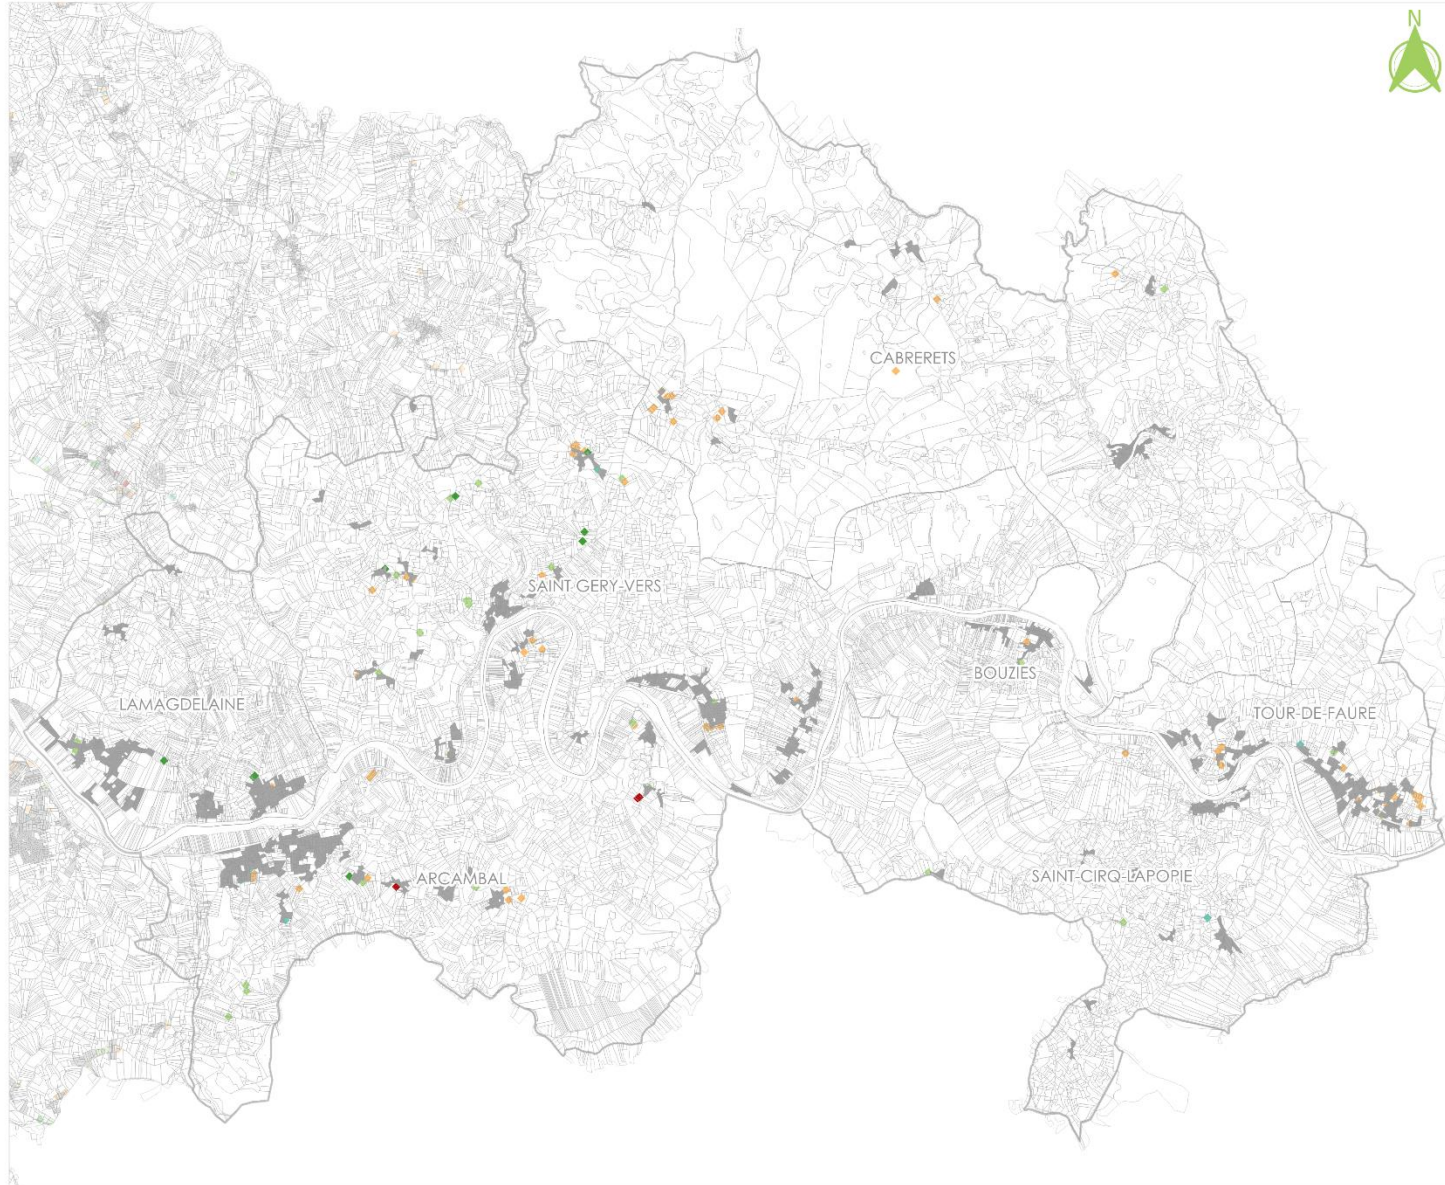 N
CABRERETS
SAINT GERY-VERS
BOUZIES
LAMAGDELAINE
TOUR-DE-FAURE
ARCAMBAL
SAINT-CIRQ-LAPOPIE